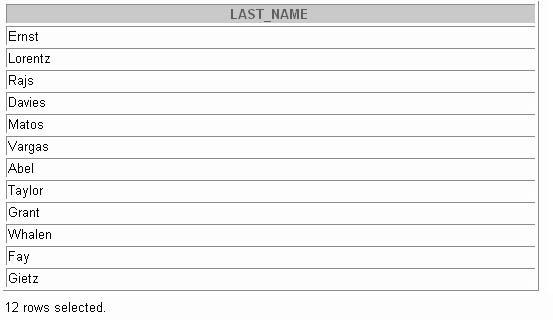 LAST_NAME
Ernst
Lorentz
Rajs
Davies
Matos
Vargas
Abel
Taylor
Grant
Whalen
Fay
Gietz
12 rows selected.